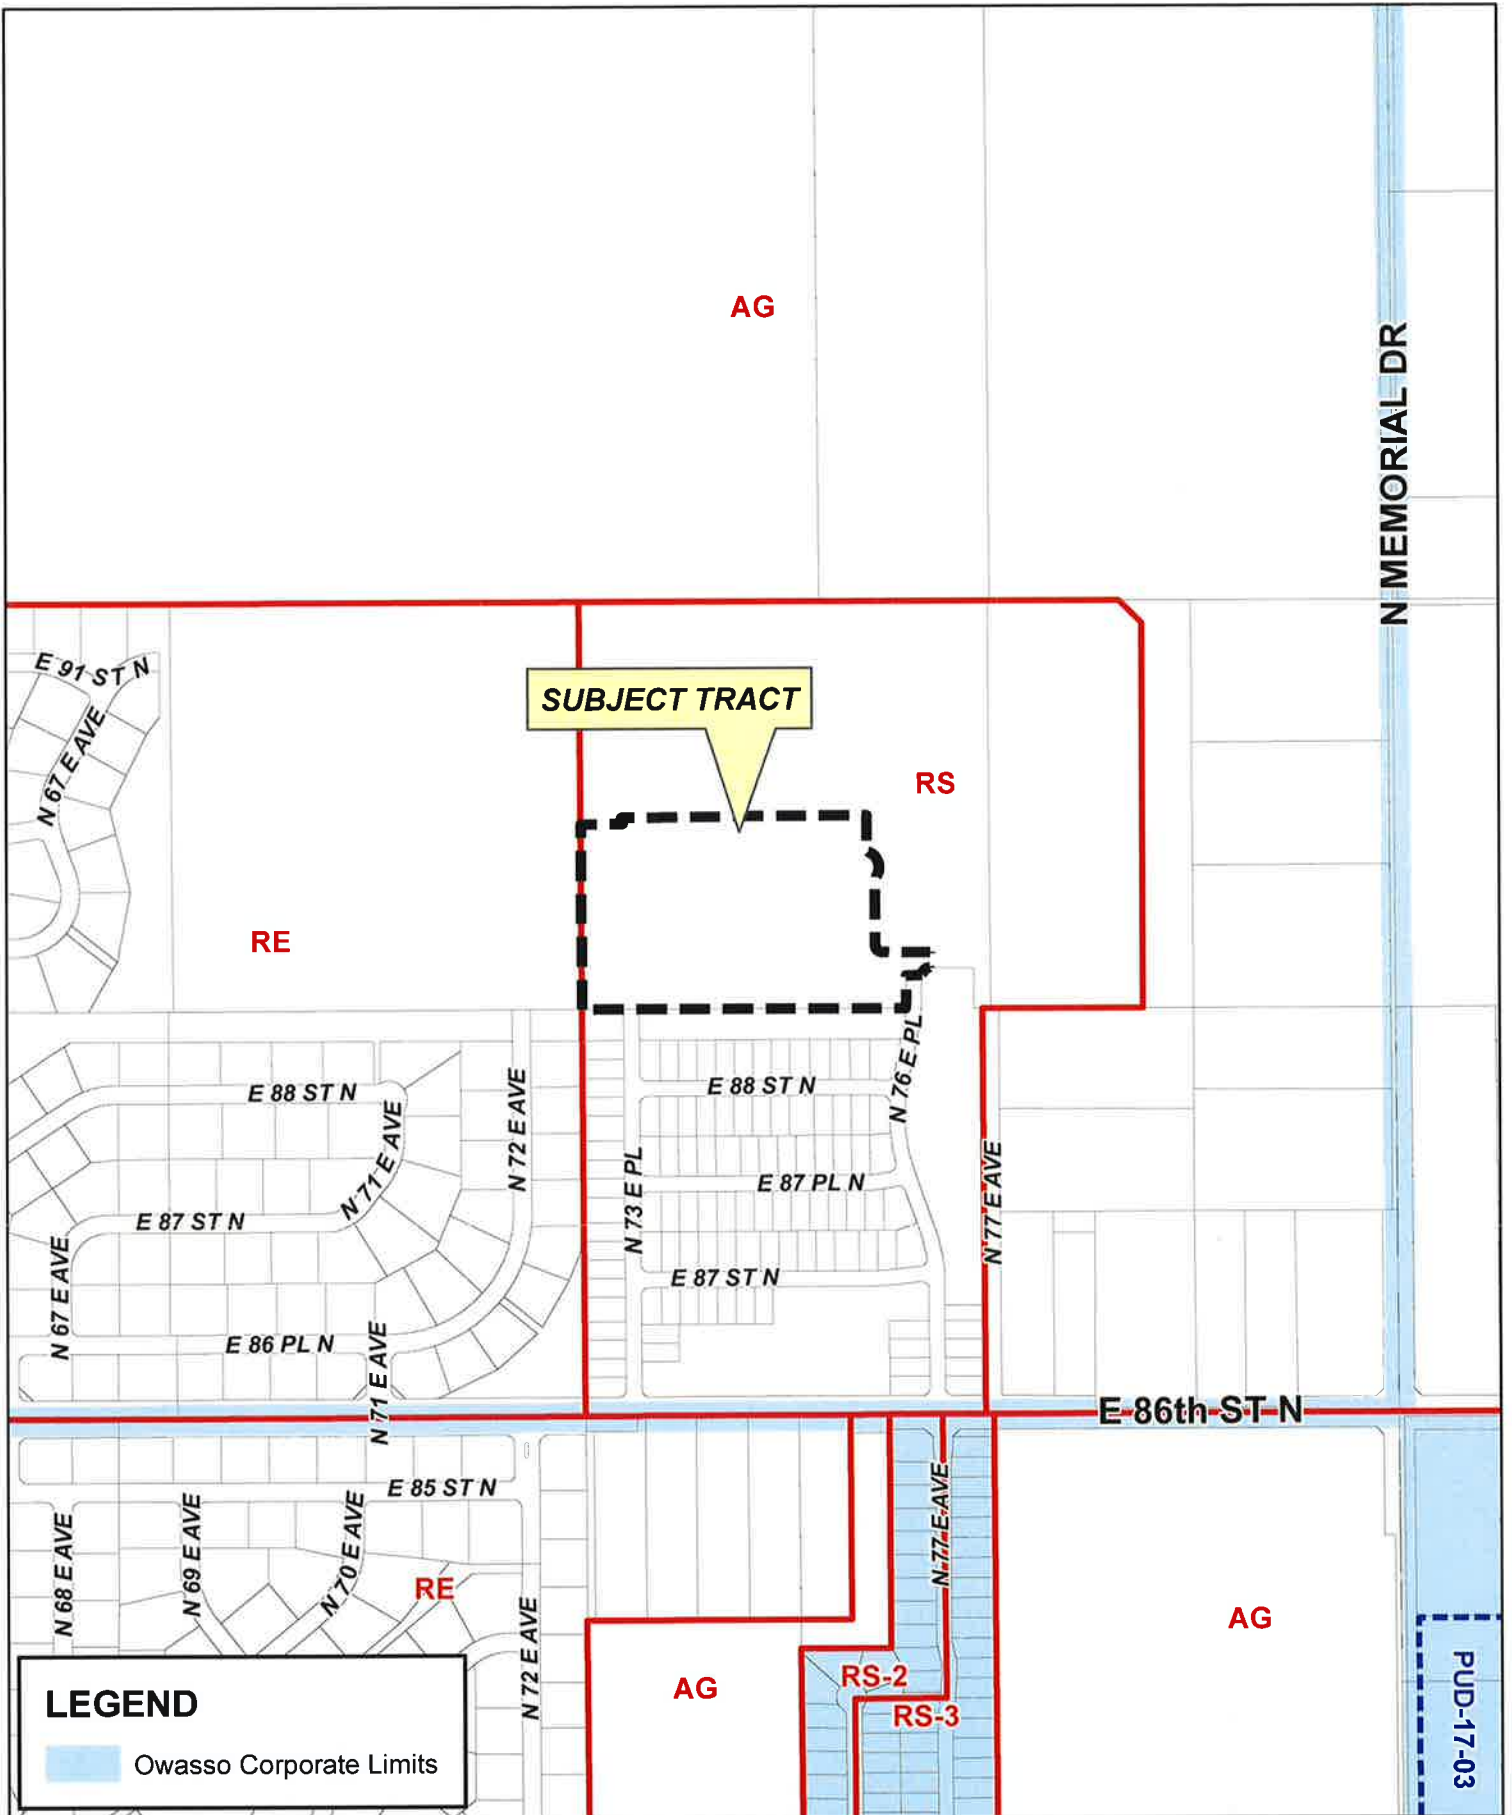 AG
N MEMORIAL DR
E 91 ST N
SUBJECT TRACT
N 67 E AVE
RS
RE
N 76 E PL
E 88 ST N
E 88 ST N
N 72 E AVE
N 71 E AVE
N 73 E PL
E 87 PL N
N 77 E AVE
E 87 ST N
N 67 E AVE
E 87 ST N
E 86 PL N
N 71 E AVE
E 86th ST N
E 85 ST N
N 68 E AVE
N 69 E AVE
N 70 E AVE
N 77 E AVE
RE
N 72 E AVE
AG
RS-2
RS-3
AG
PUD-17-03
LEGEND
Owasso Corporate Limits